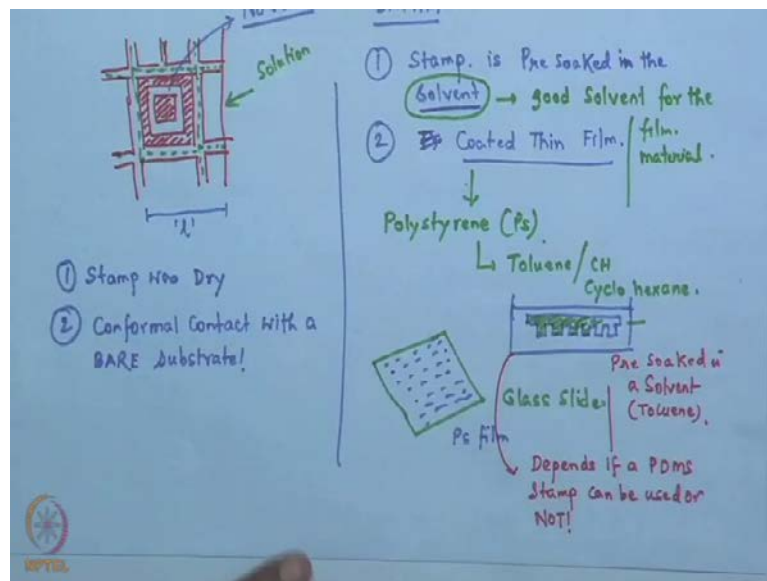 Solution
'l'
① Stamp was Dry
② Conformal Contact with a
BARE Substrate!
① Stamp. is Pre Soaked in the
Solvent → good Solvent for the
film.
material.
② Coated Thin Film.
Polystyrene (Ps)
Toluene / CH
Cyclo hexane.
Glass Slide
Ps film
Pre Soaked in
a Solvent
(Toluene).
Depends If a PDMS
Stamp can be used or
NOT!
NPTEL